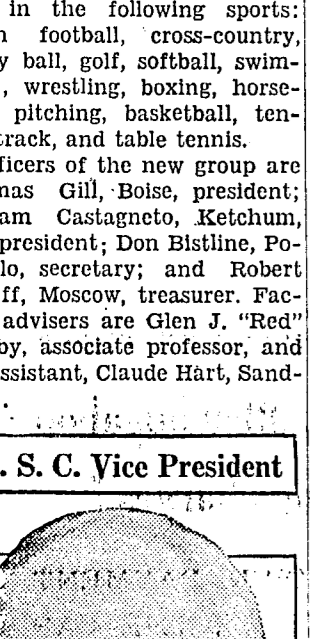 in the following sports:
football, cross-country,
ball, golf, softball, swim-
, wrestling, boxing, horse-
pitching, basketball, ten-
track, and table tennis.
ficers of the new group are
mas Gill, Boise, president;
am Castagneto, Ketchum,
president; Don Bistline, Po-
lo, secretary; and Robert
ff, Moscow, treasurer. Fac-
advisers are Glen J. "Red"
by, associate professor, and
ssistant, Claude Hart, Sand-
. S. C. Vice President